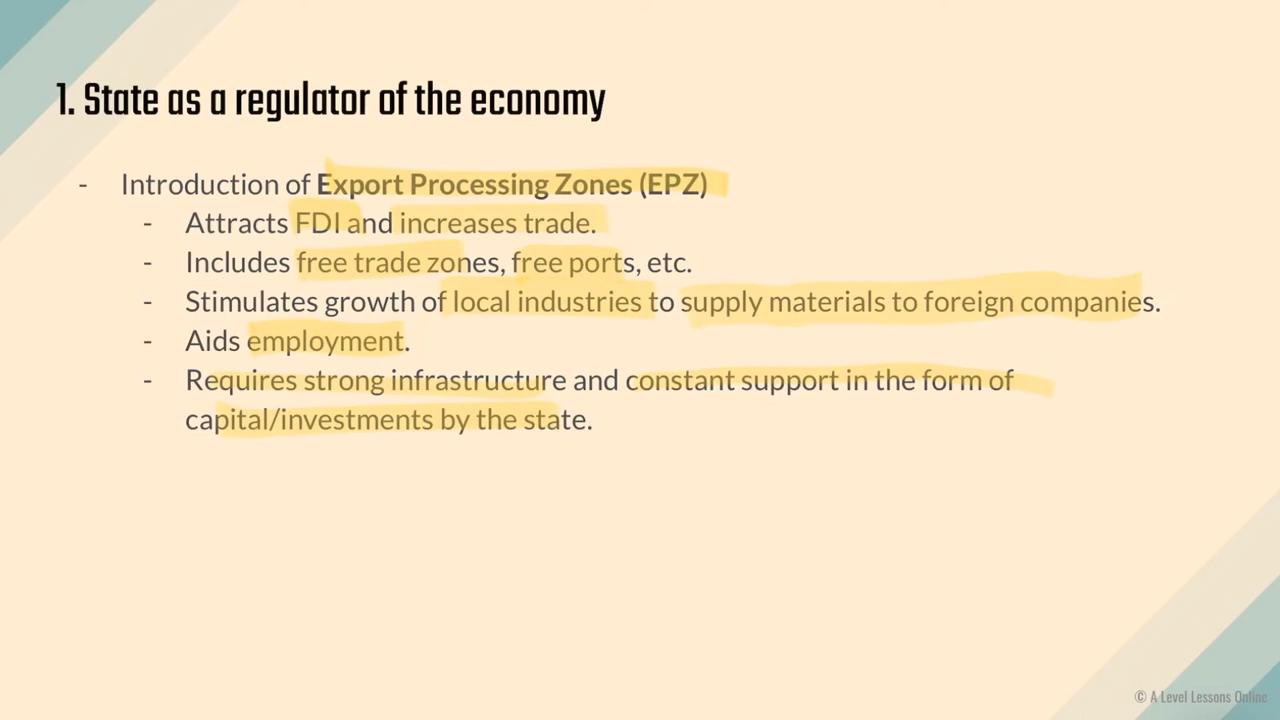 1. State as a regulator of the economy
- Introduction of Export Processing Zones (EPZ)
- Attracts FDI and increases trade.
- Includes free trade zones, free ports, etc.
- Stimulates growth of local industries to supply materials to foreign companies.
- Aids employment.
- Requires strong infrastructure and constant support in the form of
capital/investments by the state.
© A Level Lessons Online